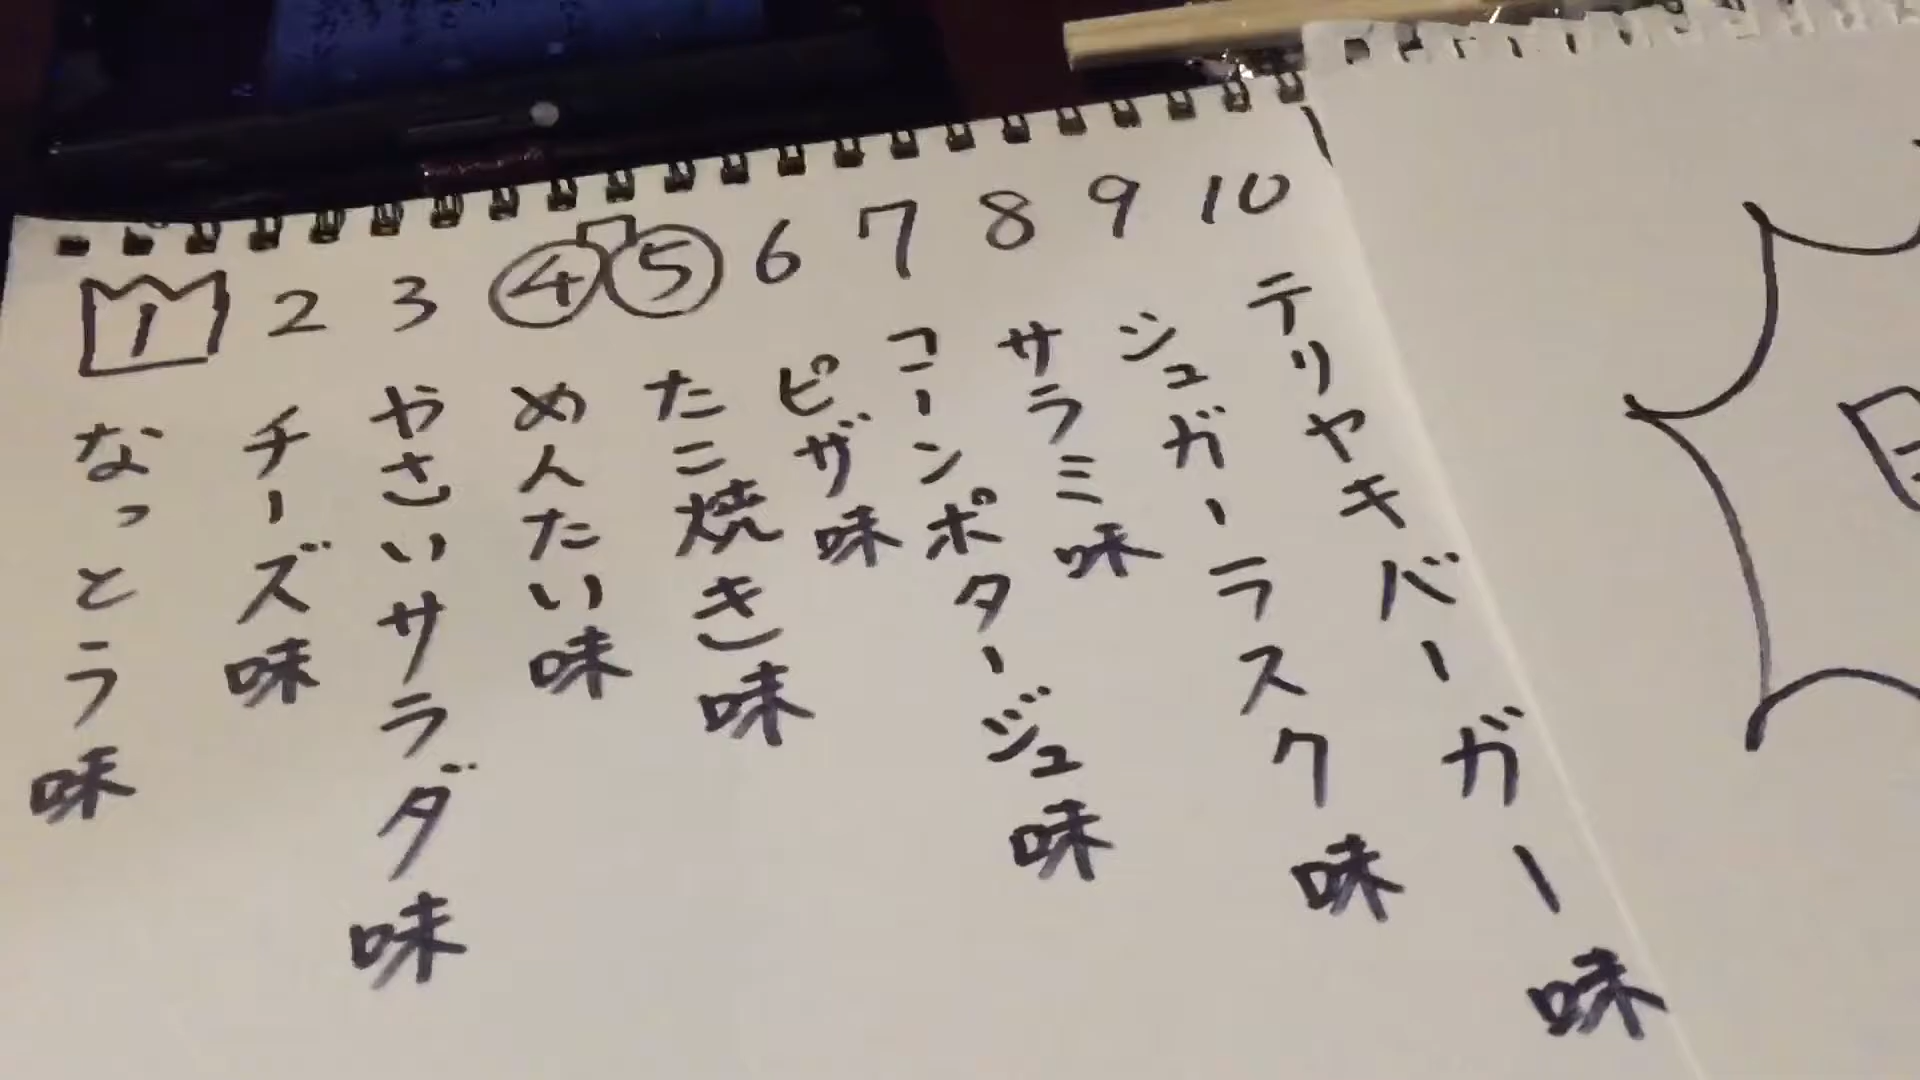 1 なっとう味
2 チーズ味
3 やさいサラダ味
4 めんたい味
5 たこ焼き味
6 ピザ味
7 コーンポタージュ味
8 サラミ味
9 シュガーラスク味
10 テリヤキバーガー味